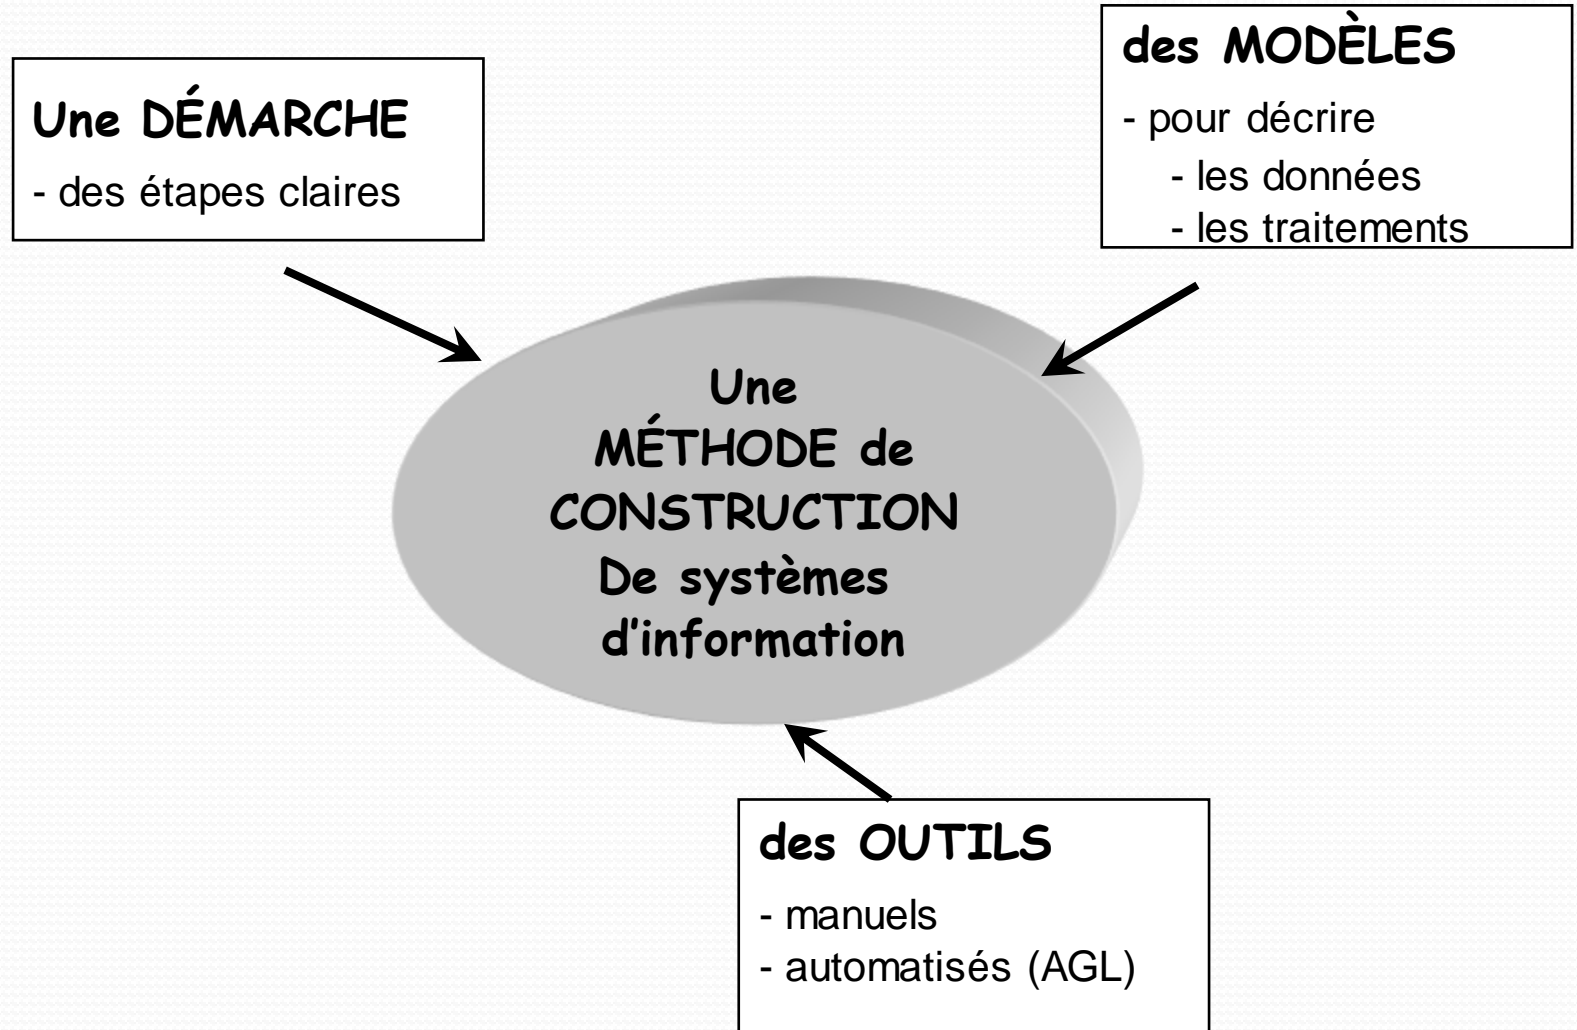 Une DÉMARCHE
- des étapes claires
des MODÈLES
- pour décrire
- les données
- les traitements
Une
MÉTHODE de
CONSTRUCTION
De systèmes
d'information
des OUTILS
- manuels
- automatisés (AGL)